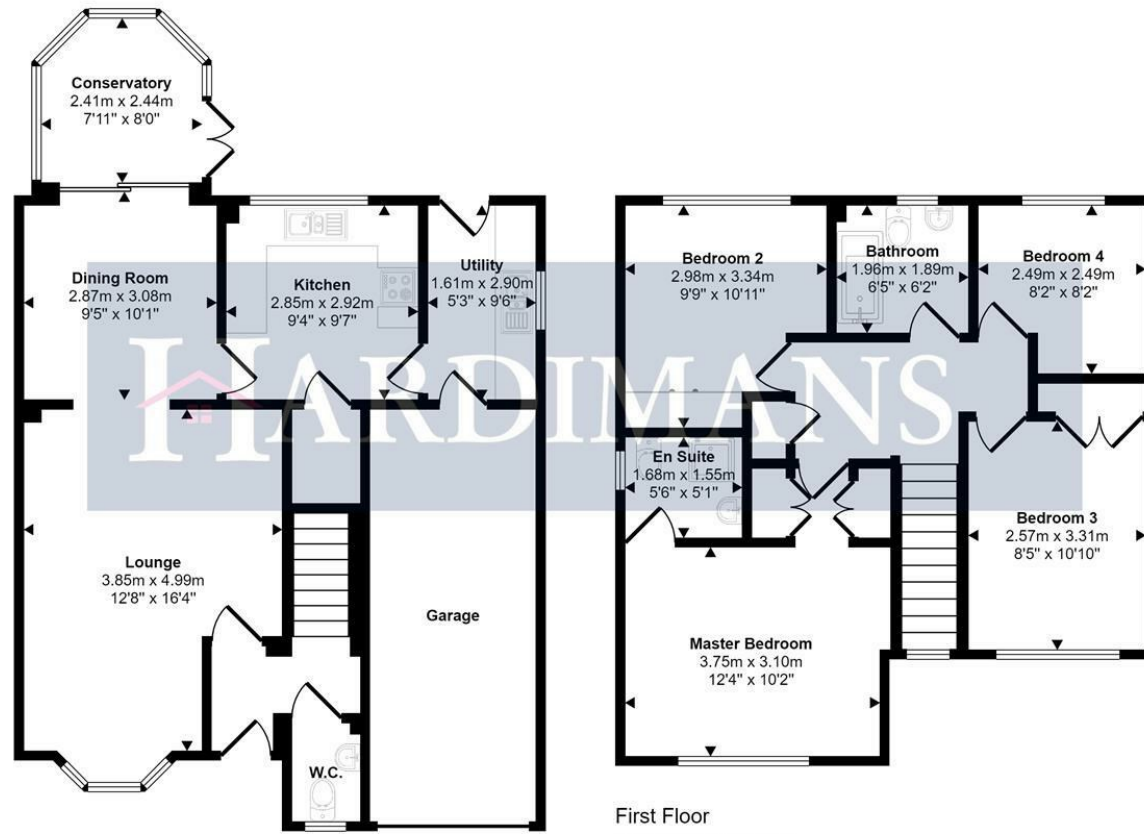 Conservatory
2.41m x 2.44m
7'11" x 8'0"
Dining Room
2.87m x 3.08m
9'5" x 10'1"
Kitchen
2.85m x 2.92m
9'4" x 9'7"
Utility
1.61m x 2.90m
5'3" x 9'6"
Lounge
3.85m x 4.99m
12'8" x 16'4"
Garage
W.C.
Bedroom 2
2.98m x 3.34m
9'9" x 10'11"
Bathroom
1.96m x 1.89m
6'5" x 6'2"
Bedroom 4
2.49m x 2.49m
8'2" x 8'2"
En Suite
1.68m x 1.55m
5'6" x 5'1"
Bedroom 3
2.57m x 3.31m
8'5" x 10'10"
Master Bedroom
3.75m x 3.10m
12'4" x 10'2"
First Floor
HARDIMANS